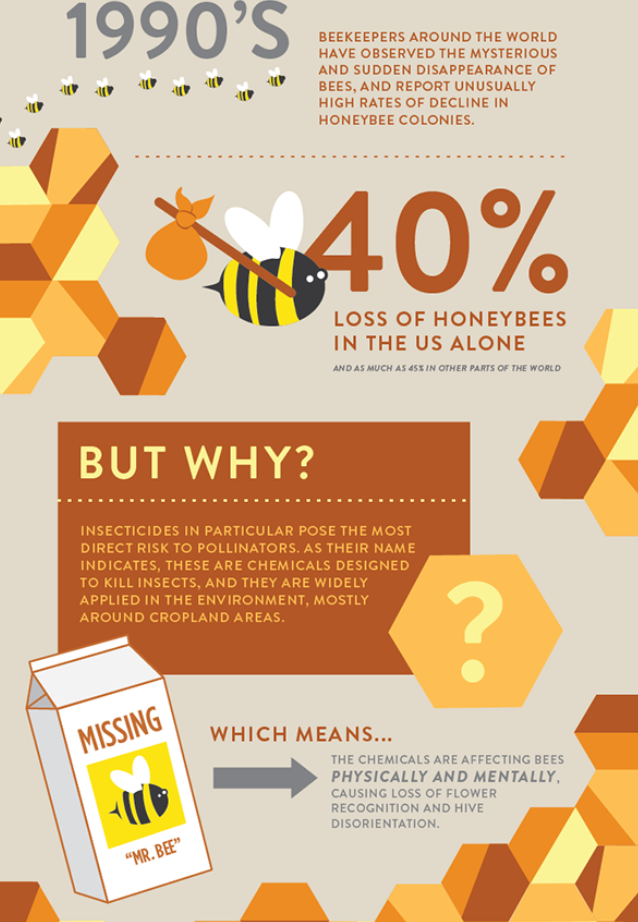 1990'S
BEEKEEPERS AROUND THE WORLD
HAVE OBSERVED THE MYSTERIOUS
AND SUDDEN DISAPPEARANCE OF
BEES, AND REPORT UNUSUALLY
HIGH RATES OF DECLINE IN
HONEYBEE COLONIES.
40%
LOSS OF HONEYBEES
IN THE US ALONE
AND AS MUCH AS 45% IN OTHER PARTS OF THE WORLD
BUT WHY?
INSECTICIDES IN PARTICULAR POSE THE MOST
DIRECT RISK TO POLLINATORS. AS THEIR NAME
INDICATES, THESE ARE CHEMICALS DESIGNED
TO KILL INSECTS, AND THEY ARE WIDELY
APPLIED IN THE ENVIRONMENT, MOSTLY
AROUND CROPLAND AREAS.
?
MISSING
"MR. BEE"
WHICH MEANS...
THE CHEMICALS ARE AFFECTING BEES
PHYSICALLY AND MENTALLY,
CAUSING LOSS OF FLOWER
RECOGNITION AND HIVE
DISORIENTATION.